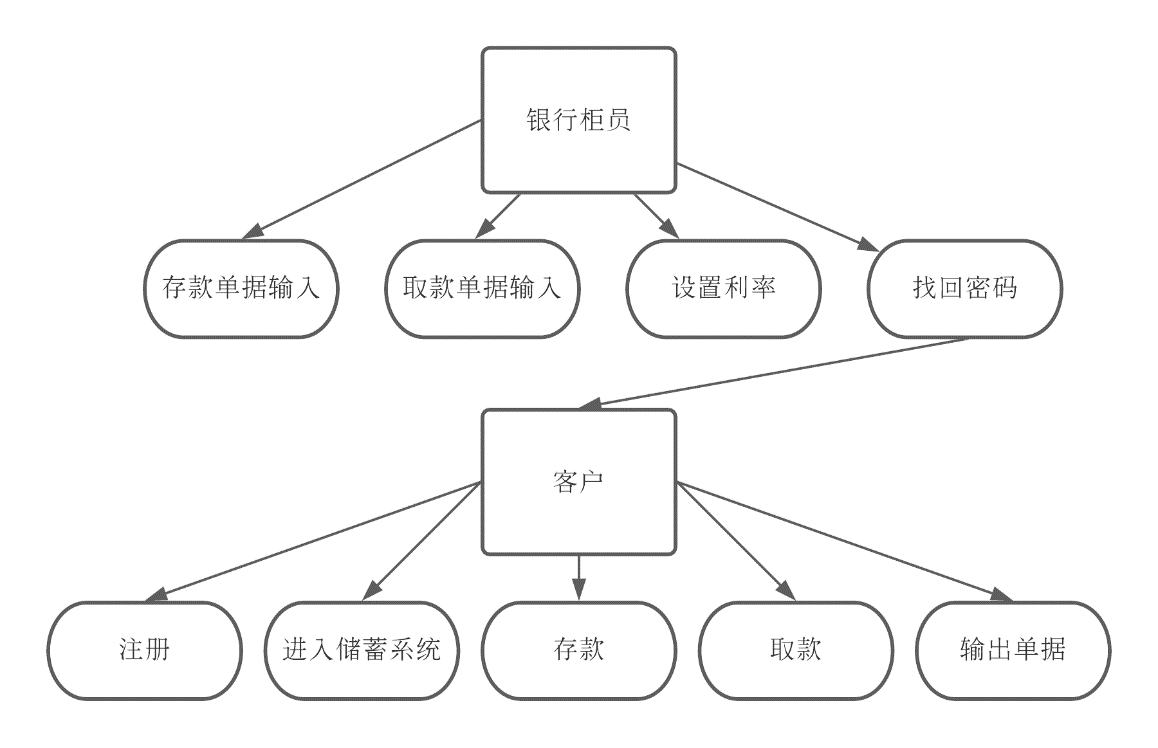 银行柜员
存款单据输入
取款单据输入
设置利率
找回密码
客户
注册
进入储蓄系统
存款
取款
输出单据